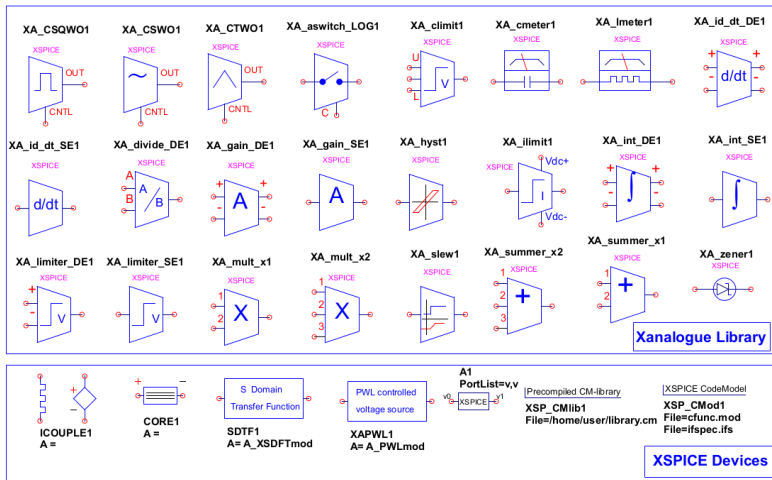 XA_CSQWO1 XA_CSWO1 XA_CTWO1 XA_aswitch_LOG1 XA_climit1 XA_cmeter1 XA_lmeter1 XA_id_dt_DE1
XSPICE XSPICE XSPICE XSPICE XSPICE XSPICE XSPICE XSPICE
OUT OUT OUT U + d/dt +
- -
CNTL CNTL CNTL C L V
XA_id_dt_SE1 XA_divide_DE1 XA_gain_DE1 XA_gain_SE1 XA_hyst1 XA_ilimit1 XA_int_DE1 XA_int_SE1
XSPICE XSPICE XSPICE XSPICE XSPICE XSPICE XSPICE XSPICE
Vdc+
d/dt A A/B + A + A I + ∫ + ∫
B - - - -
Vdc-
XA_limiter_DE1 XA_limiter_SE1 XA_mult_x1 XA_mult_x2 XA_slew1 XA_summer_x2 XA_summer_x1 XA_zener1
XSPICE XSPICE XSPICE XSPICE XSPICE XSPICE XSPICE XSPICE
+ V V 1 X 1 X 1 + 1 +
- 2 2 2 2
3 3
Xanalogue Library
+ -
ICOUPLE1
A =
+ -
CORE1
A =
S Domain
Transfer Function
SDTF1
A= A_XSDFTmod
PWL controlled
voltage source
XAPWL1
A= A_PWLmod
A1
PortList=v,v
v0 XSPICE v1
Precompiled CM-library
XSP_CMlib1
File=/home/user/library.cm
XSPICE CodeModel
XSP_CMod1
File=cfunc.mod
File=ifspec.ifs
XSPICE Devices